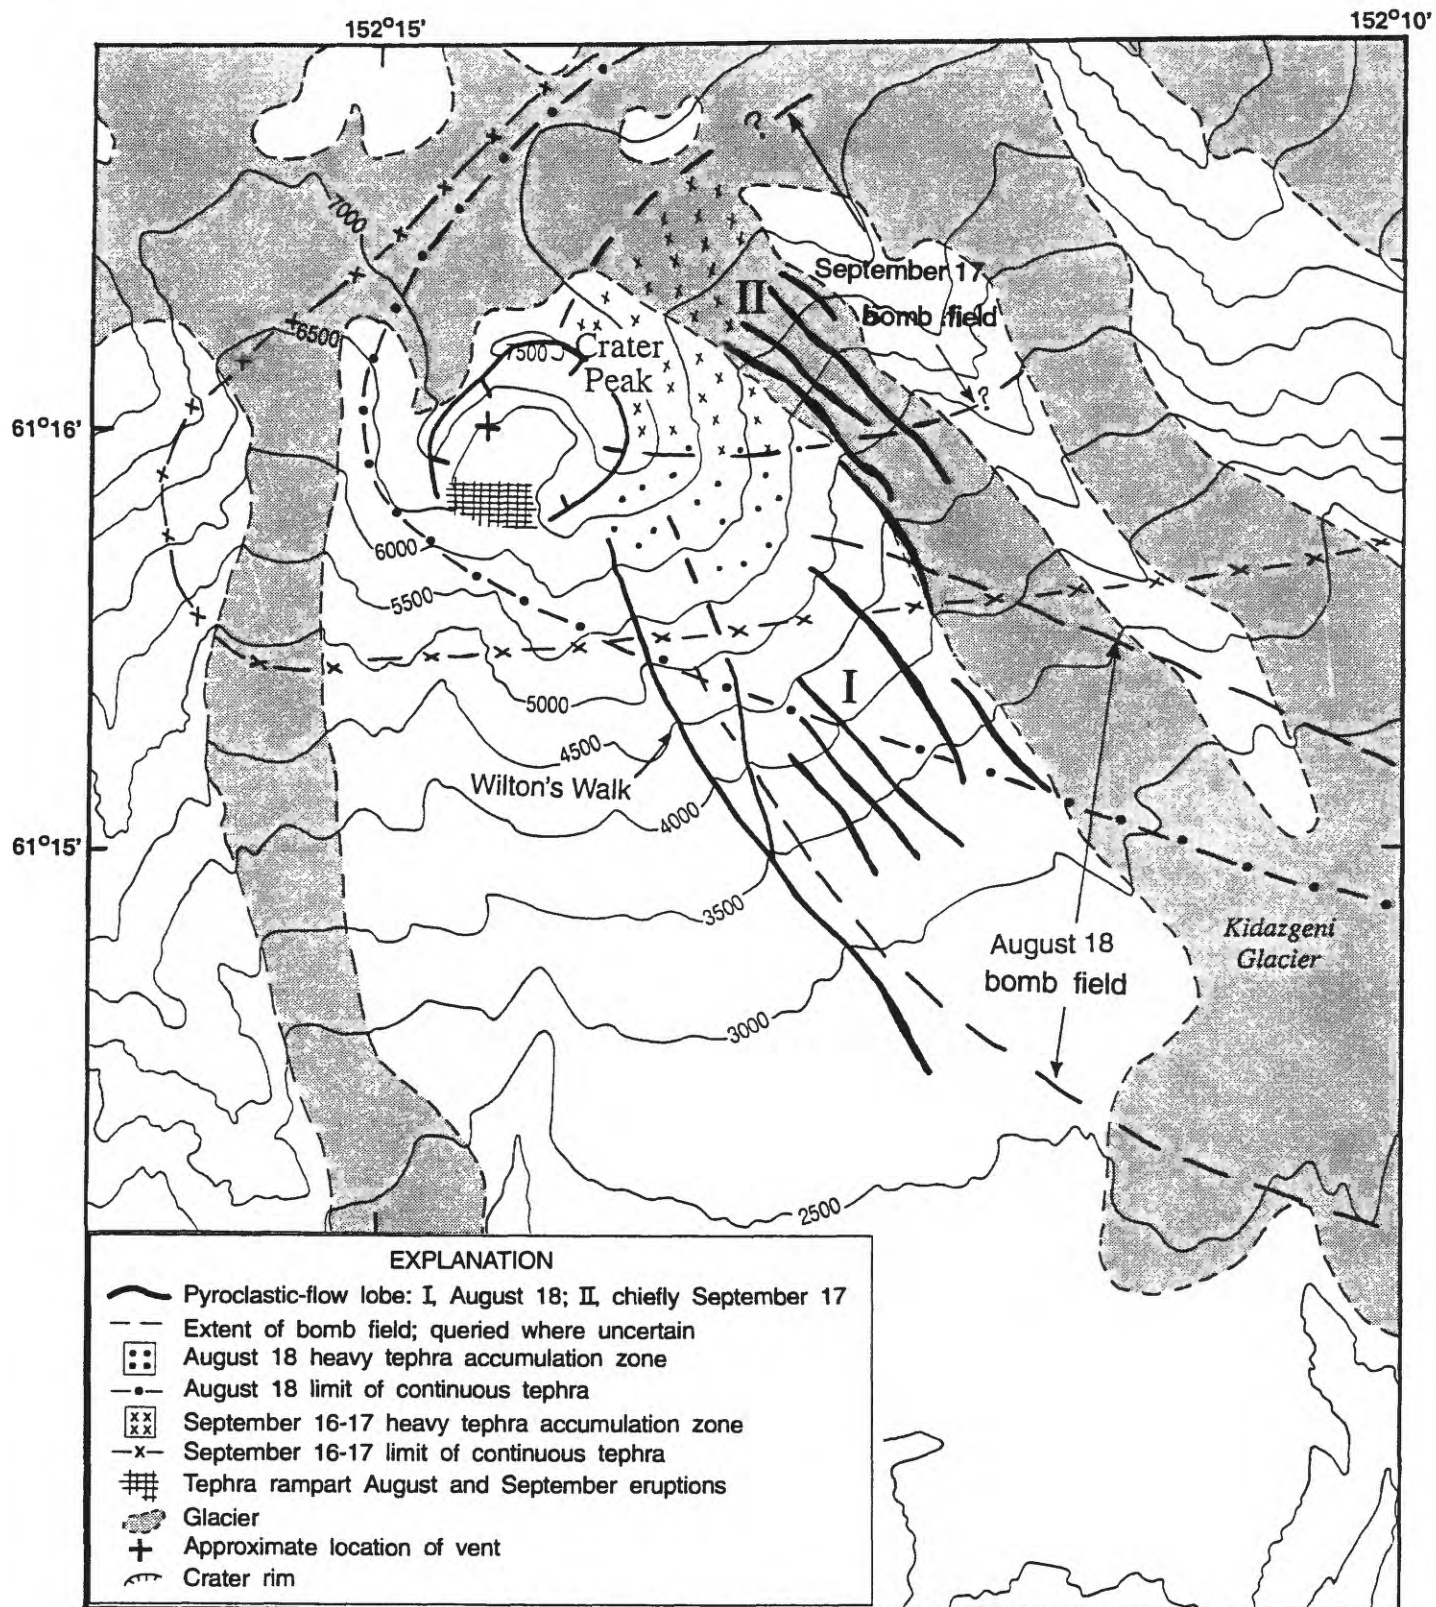 152°15'
152°10'
?
7000
September 17
bomb field
II
6500
7500
Crater
Peak
?
61°16'
6000
5500
I
5000
4500
Wilton's Walk
4000
61°15'
3500
Kidazgeni
Glacier
August 18
bomb field
3000
2500
EXPLANATION
Pyroclastic-flow lobe: I, August 18; II, chiefly September 17
Extent of bomb field; queried where uncertain
August 18 heavy tephra accumulation zone
August 18 limit of continuous tephra
September 16-17 heavy tephra accumulation zone
September 16-17 limit of continuous tephra
Tephra rampart August and September eruptions
Glacier
Approximate location of vent
Crater rim